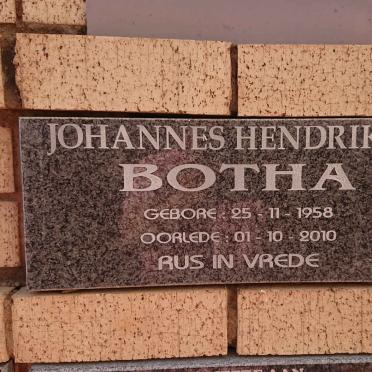 JOHANNES HENDRIK
BOTHA
GEBORE : 25 - 11 - 1958
OORLEDE : 01 - 10 - 2010
RUS IN VREDE